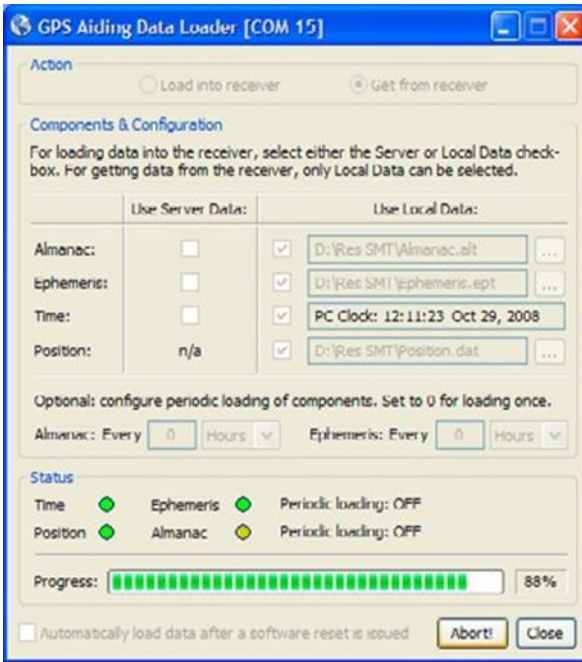 GPS Aiding Data Loader [COM 15]
Action
Load into receiver Get from receiver
Components & Configuration
For loading data into the receiver, select either the Server or Local Data check-
box. For getting data from the receiver, only Local Data can be selected.
Use Server Data: Use Local Data:
Almanac: D:\Res SMT\Almanac.alt ...
Ephemeris: D:\Res SMT\Ephemeris.ept ...
Time: PC Clock: 12:11:23 Oct 29, 2008
Position: n/a D:\Res SMT\Position.dat ...
Optional: configure periodic loading of components. Set to 0 for loading once.
Almanac: Every 0 Hours Ephemeris: Every 0 Hours
Status
Time Ephemeris Periodic loading: OFF
Position Almanac Periodic loading: OFF
Progress: 88%
Automatically load data after a software reset is issued Abort! Close